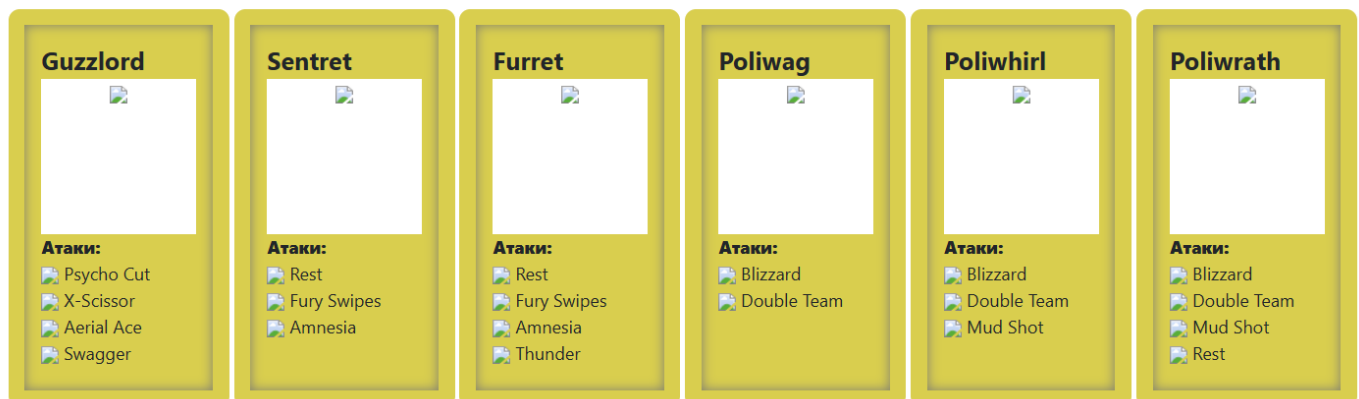 Guzzlord
Атаки:
Psycho Cut
X-Scissor
Aerial Ace
Swagger
Sentret
Атаки:
Rest
Fury Swipes
Amnesia
Furret
Атаки:
Rest
Fury Swipes
Amnesia
Thunder
Poliwag
Атаки:
Blizzard
Double Team
Poliwhirl
Атаки:
Blizzard
Double Team
Mud Shot
Poliwrath
Атаки:
Blizzard
Double Team
Mud Shot
Rest